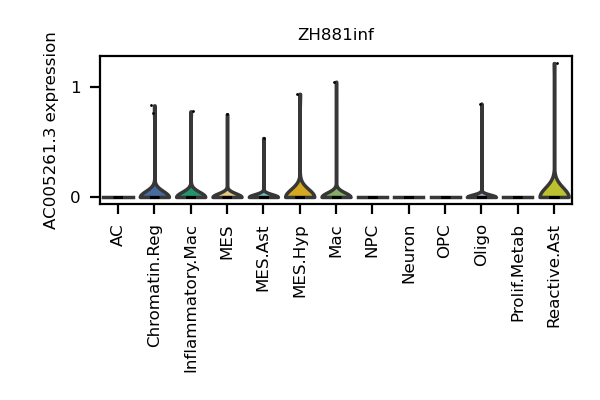 ZH881inf
AC005261.3 expression
1
0
AC
Chromatin.Reg
Inflammatory.Mac
MES
MES.Ast
MES.Hyp
Mac
NPC
Neuron
OPC
Oligo
Prolif.Metab
Reactive.Ast